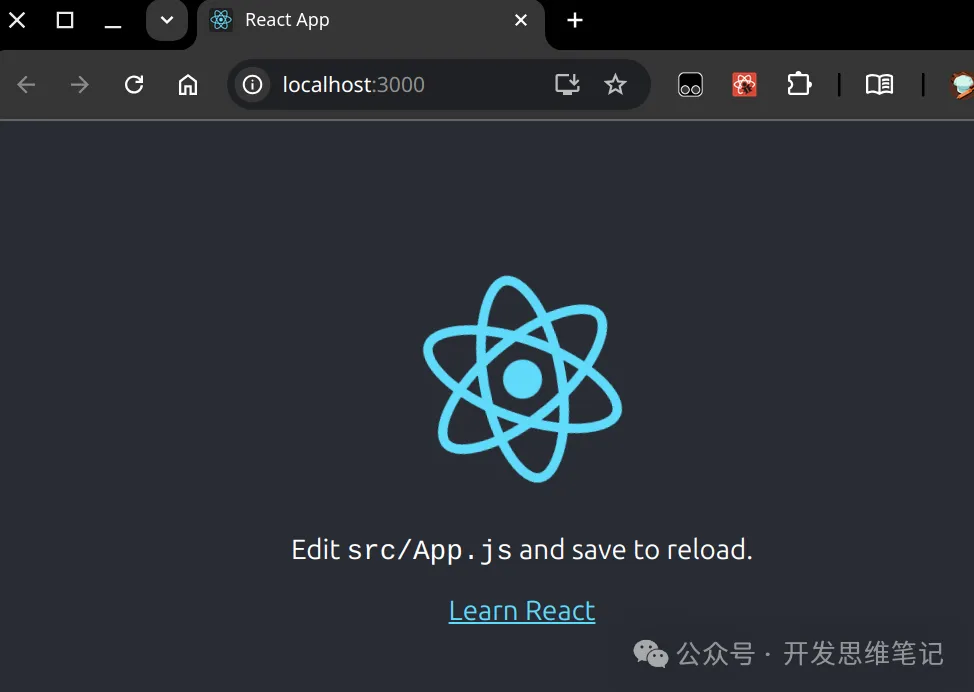 React App
localhost:3000
Edit src/App.js and save to reload.
Learn React
公众号 · 开发思维笔记